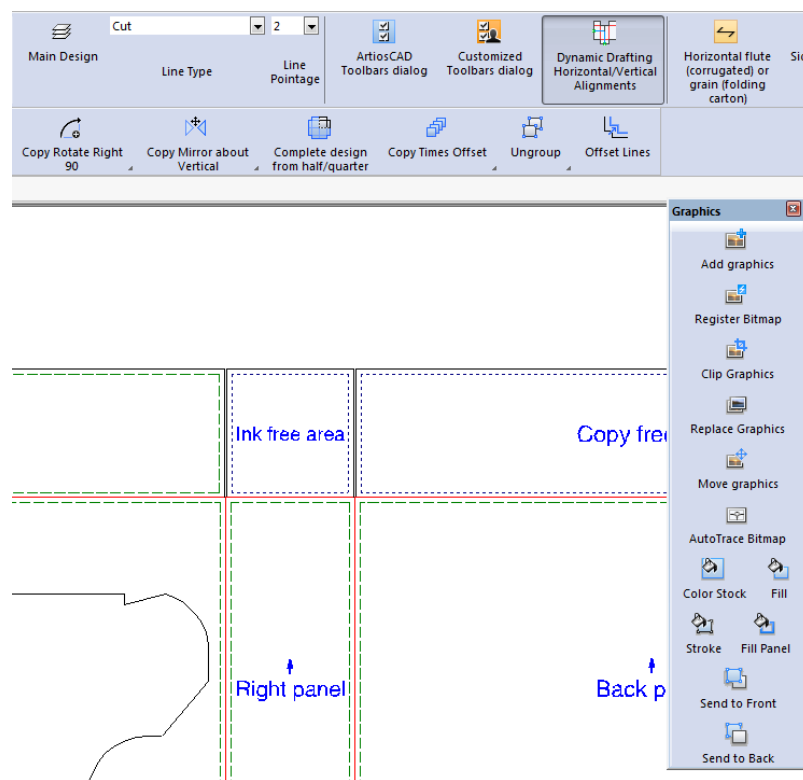 Cut
2
Main Design
Line Type
Line
Pointage
ArtiosCAD
Toolbars dialog
Customized
Toolbars dialog
Dynamic Drafting
Horizontal/Vertical
Alignments
Horizontal flute
(corrugated) or
grain (folding
carton)
Copy Rotate Right
90
Copy Mirror about
Vertical
Complete design
from half/quarter
Copy Times Offset
Ungroup
Offset Lines
Graphics
Add graphics
Register Bitmap
Clip Graphics
Replace Graphics
Move graphics
AutoTrace Bitmap
Color Stock
Fill
Stroke
Fill Panel
Send to Front
Send to Back
Ink free area
Copy
Right panel
Back